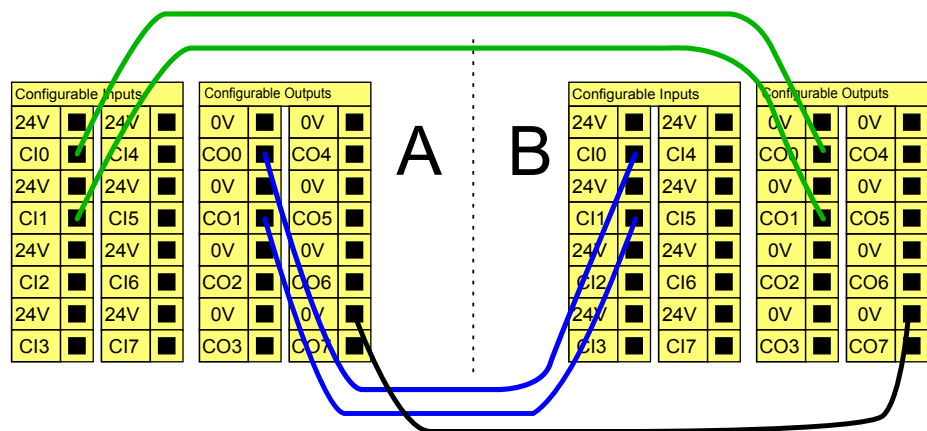 Configurable Inputs
24V 24V
CI0 CI4
24V 24V
CI1 CI5
24V 24V
CI2 CI6
24V 24V
CI3 CI7
Configurable Outputs
0V 0V
CO0 CO4
0V 0V
CO1 CO5
0V 0V
CO2 CO6
0V 0V
CO3 CO7
A
B
Configurable Inputs
24V 24V
CI0 CI4
24V 24V
CI1 CI5
24V 24V
CI2 CI6
24V 24V
CI3 CI7
Configurable Outputs
0V 0V
CO0 CO4
0V 0V
CO1 CO5
0V 0V
CO2 CO6
0V 0V
CO3 CO7